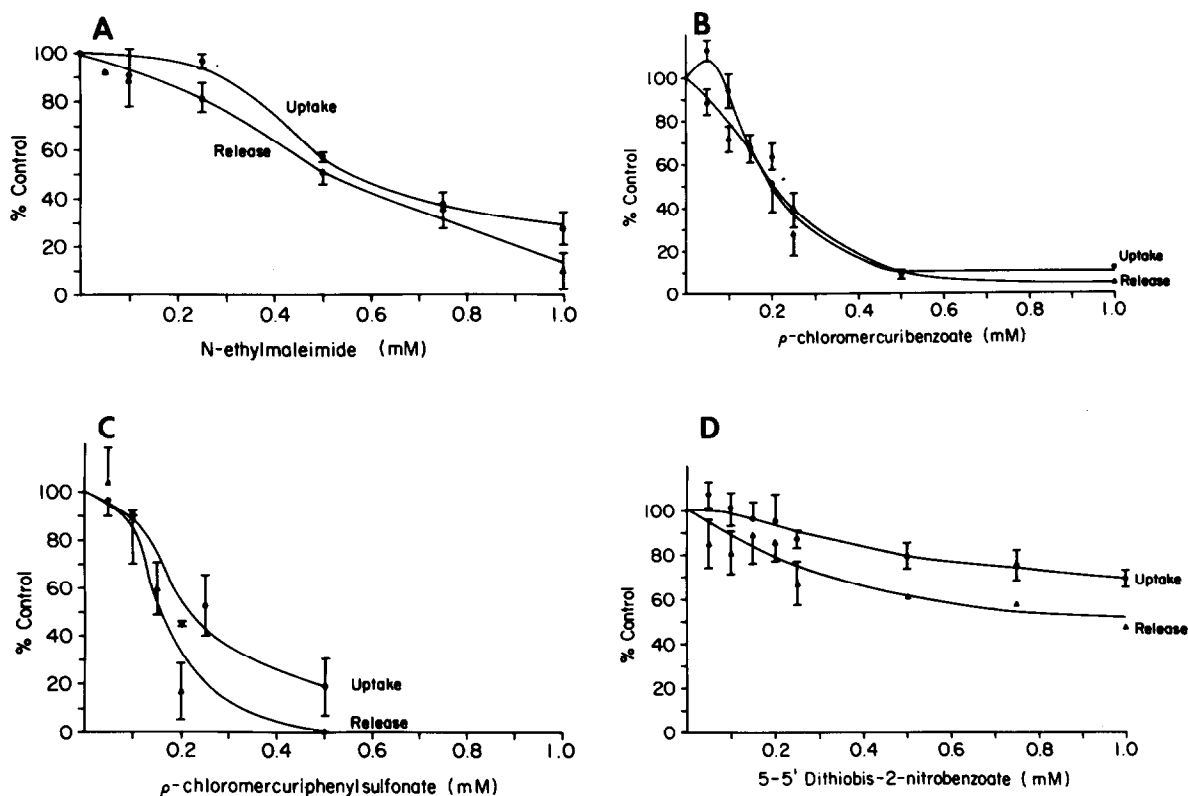 A
100
80
60
40
20
0
% Control
Uptake
Release
0.2
0.4
0.6
0.8
1.0
N-ethylmaleimide (mM)
B
100
80
60
40
20
0
% Control
Uptake
Release
0.2
0.4
0.6
0.8
1.0
ρ-chloromercuribenzoate (mM)
C
100
80
60
40
20
0
% Control
Uptake
Release
0.2
0.4
0.6
0.8
1.0
ρ-chloromercuriphenylsulfonate (mM)
D
100
80
60
40
20
0
% Control
Uptake
Release
0.2
0.4
0.6
0.8
1.0
5-5' Dithiobis-2-nitrobenzoate (mM)